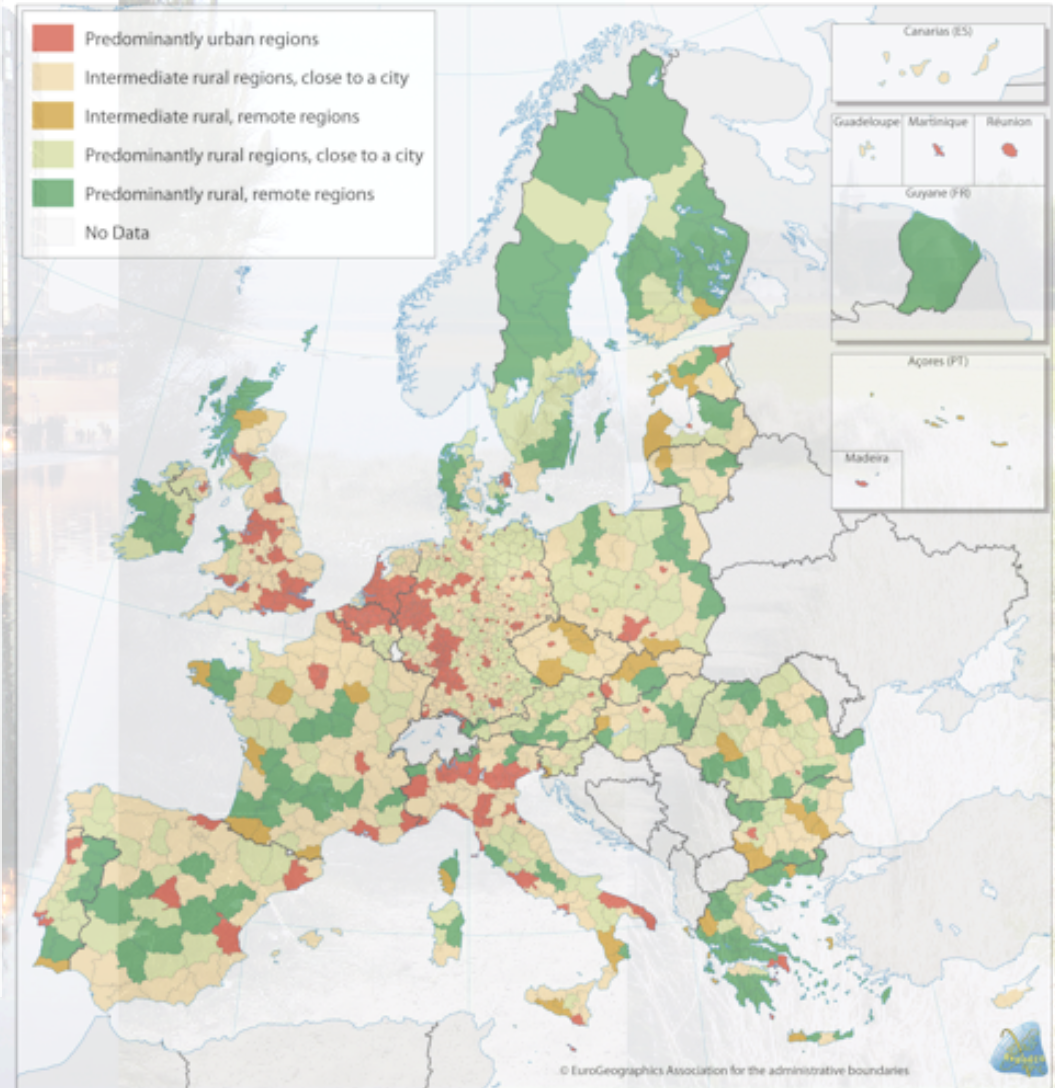 Predominantly urban regions
Intermediate rural regions, close to a city
Intermediate rural, remote regions
Predominantly rural regions, close to a city
Predominantly rural, remote regions
No Data
Canarias (ES)
Guadeloupe
Martinique
Réunion
Guyane (FR)
Açores (PT)
Madeira
© EuroGeographics Association for the administrative boundaries